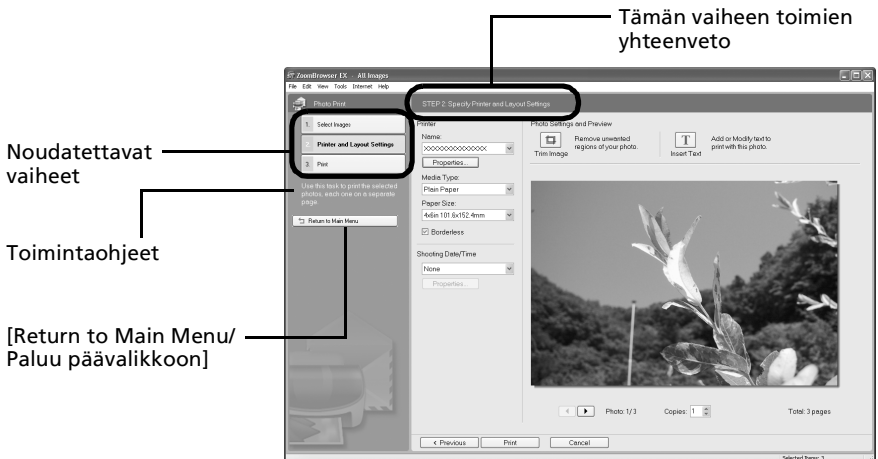 Tämän vaiheen toimien
yhteenveto
ZoomBrowser EX - All Images
File Edit View Tools Internet Help
Photo Print
STEP 2: Specify Printer and Layout Settings
1. Select Images
2. Printer and Layout Settings
3. Print
Noudatettavat
vaiheet
Use this task to print the selected
photos, each one on a separate
page
Return to Main Menu
Toimintaohjeet
[Return to Main Menu/
Paluu päävalikkoon]
Printer
Name:
XXXXXXXXXXXXX
Properties...
Media Type:
Plain Paper
Paper Size:
4x6in 101.6x152.4mm
Borderless
Shooting Date/Time
None
Properties...
Photo Settings and Preview
Trim Image
Remove unwanted
regions of your photo.
T
Insert Text
Add or Modify text to
print with this photo.
Photo: 1/3
Copies: 1
Total: 3 pages
< Previous
Print
Cancel
Selected Items: 3